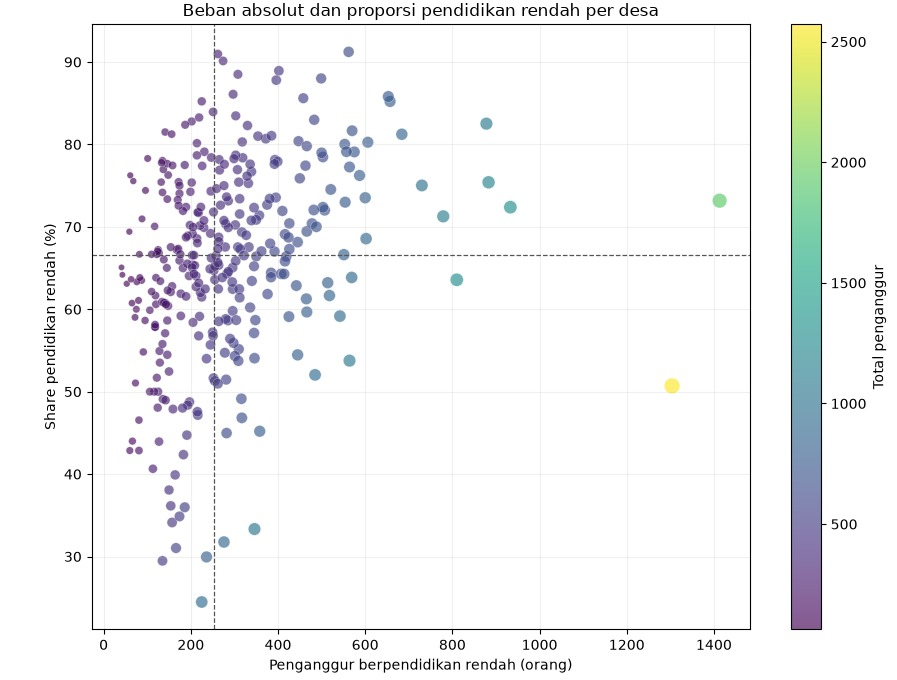 Beban absolut dan proporsi pendidikan rendah per desa
Share pendidikan rendah (%)
90
80
70
60
50
40
30
0 200 400 600 800 1000 1200 1400
Penganggur berpendidikan rendah (orang)
2500
2000
1500
1000
500
Total penganggur